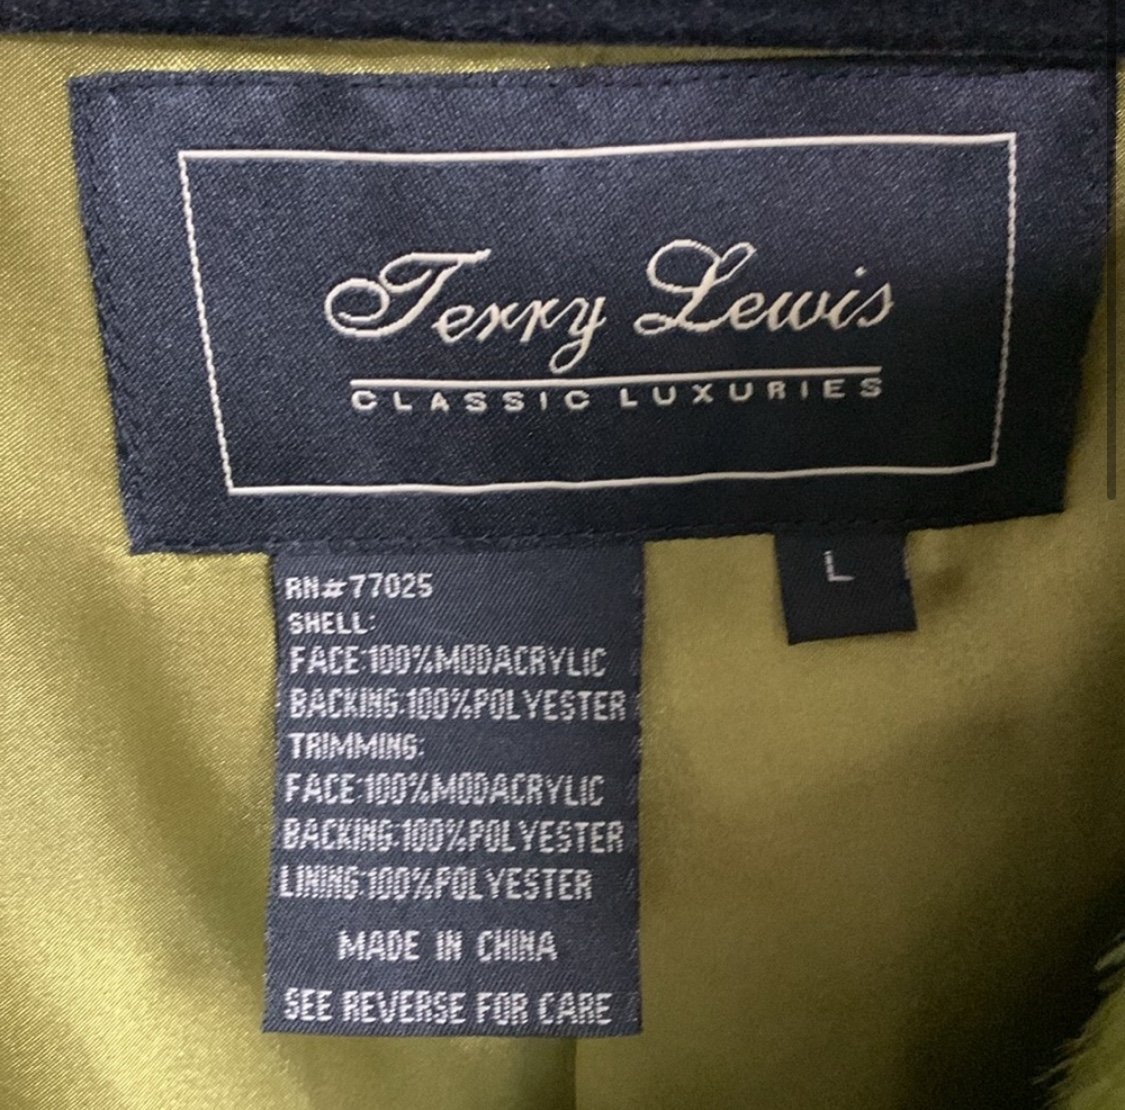 Terry Lewis
CLASSIC LUXURIES
L
RN#77025
SHELL:
FACE:100%MODACRYLIC
BACKING:100%POLYESTER
TRIMMING:
FACE:100%MODACRYLIC
BACKING:100%POLYESTER
LINING:100%POLYESTER
MADE IN CHINA
SEE REVERSE FOR CARE